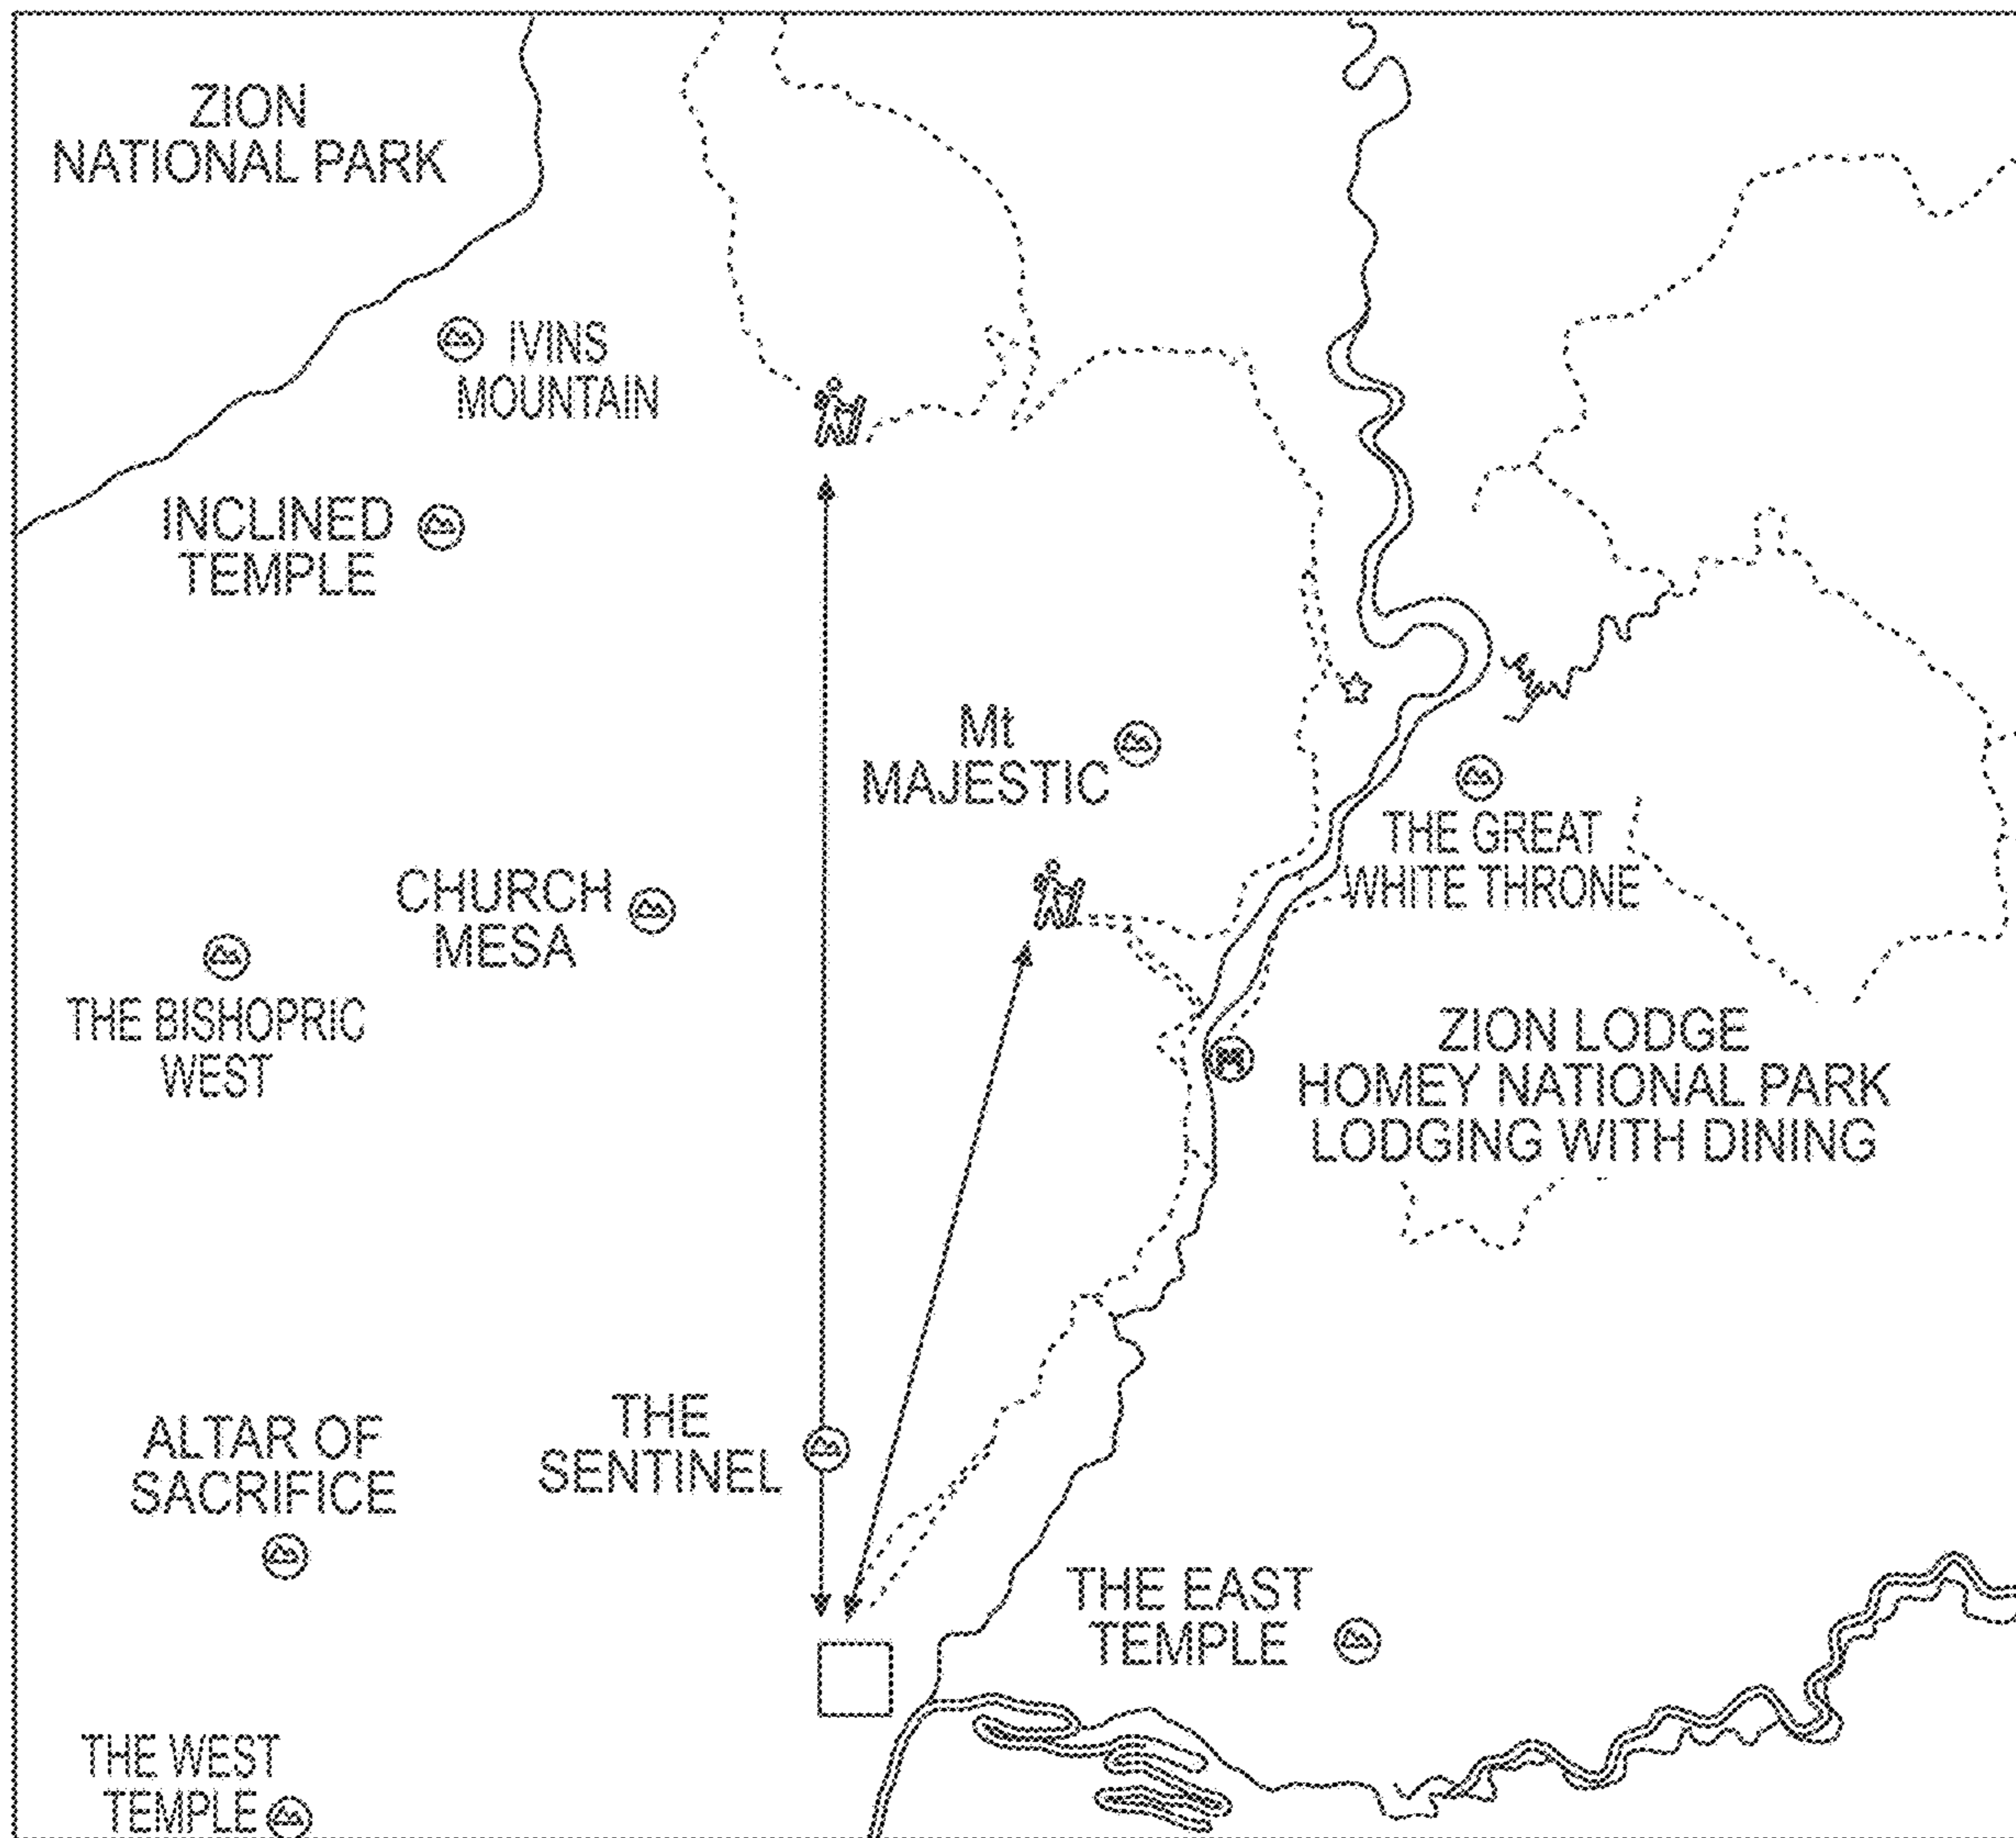 ZION
NATIONAL PARK
IVINS
MOUNTAIN
INCLINED
TEMPLE
Mt
MAJESTIC
THE GREAT
WHITE THRONE
CHURCH
MESA
THE BISHOPRIC
WEST
ZION LODGE
HOMEY NATIONAL PARK
LODGING WITH DINING
THE
SENTINEL
ALTAR OF
SACRIFICE
THE EAST
TEMPLE
THE WEST
TEMPLE